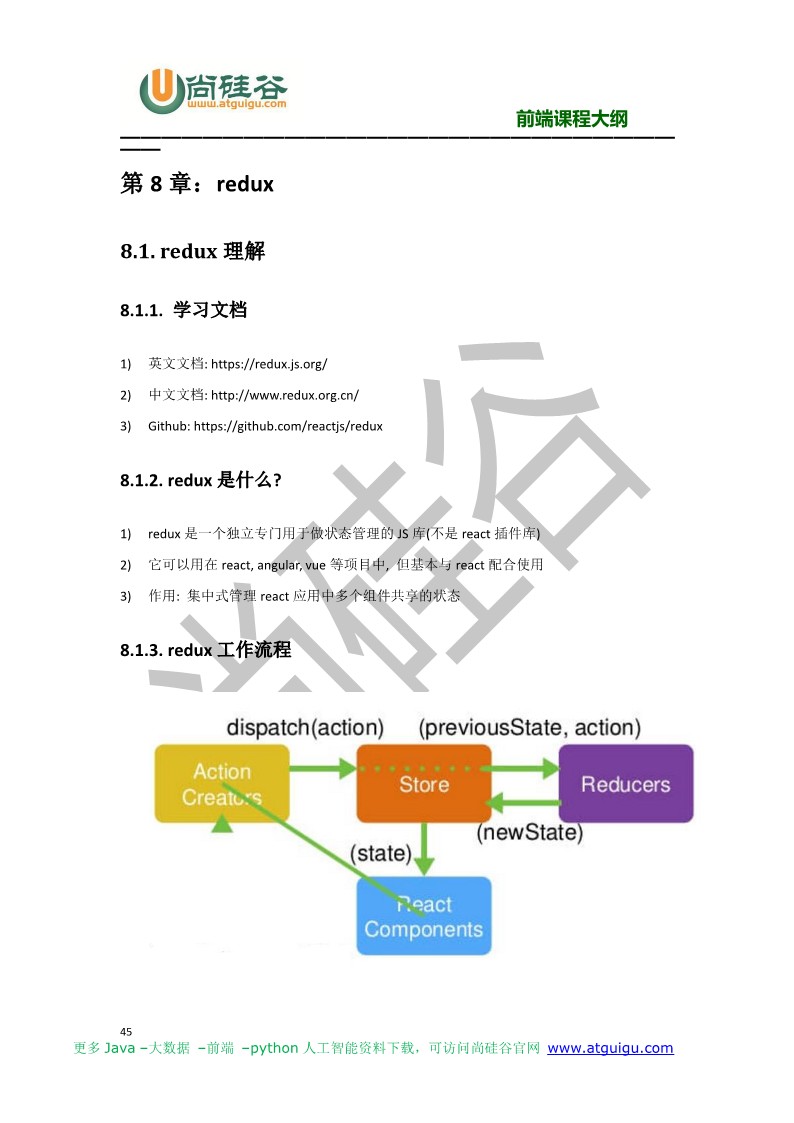 尚硅谷
www.atguigu.com
前端课程大纲
第 8 章：redux
8.1. redux 理解
8.1.1. 学习文档
1) 英文文档: https://redux.js.org/
2) 中文文档: http://www.redux.org.cn/
3) Github: https://github.com/reactjs/redux
8.1.2. redux 是什么?
1) redux 是一个独立专门用于做状态管理的 JS 库(不是 react 插件库)
2) 它可以用在 react, angular, vue 等项目中, 但基本与 react 配合使用
3) 作用: 集中式管理 react 应用中多个组件共享的状态
8.1.3. redux 工作流程
尚硅谷
dispatch(action) (previousState, action)
Action
Creators
Store
Reducers
(newState)
(state)
React
Components
45
更多 Java –大数据 –前端 –python 人工智能资料下载，可访问尚硅谷官网 www.atguigu.com